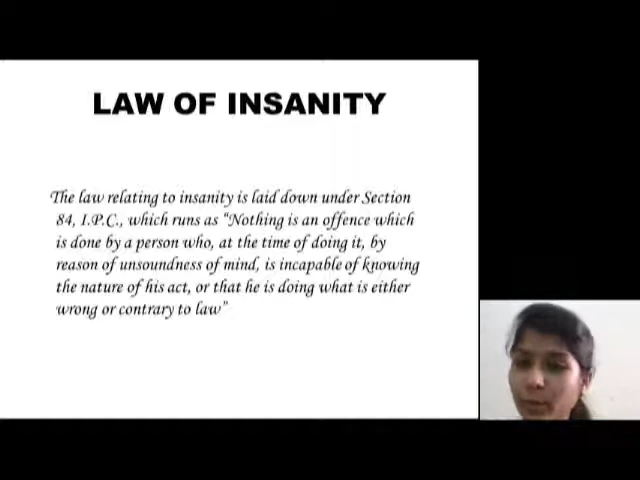 LAW OF INSANITY
The law relating to insanity is laid down under Section
84, I.P.C., which runs as “Nothing is an offence which
is done by a person who, at the time of doing it, by
reason of unsoundness of mind, is incapable of knowing
the nature of his act, or that he is doing what is either
wrong or contrary to law”